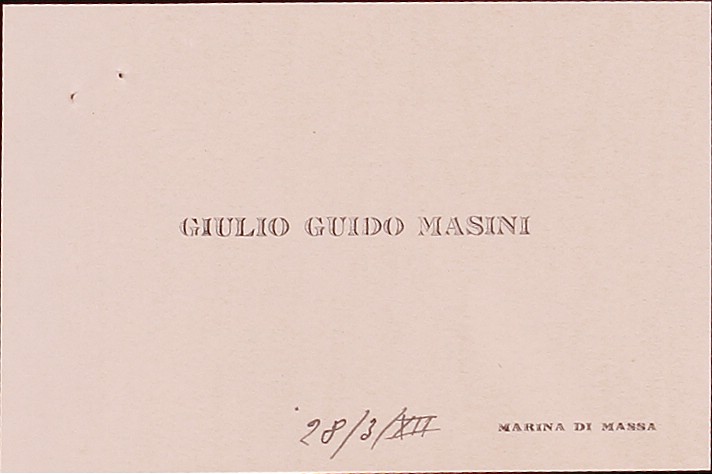 GIULIO GUIDO MASINI
28/3/XII
MARINA DI MASSA